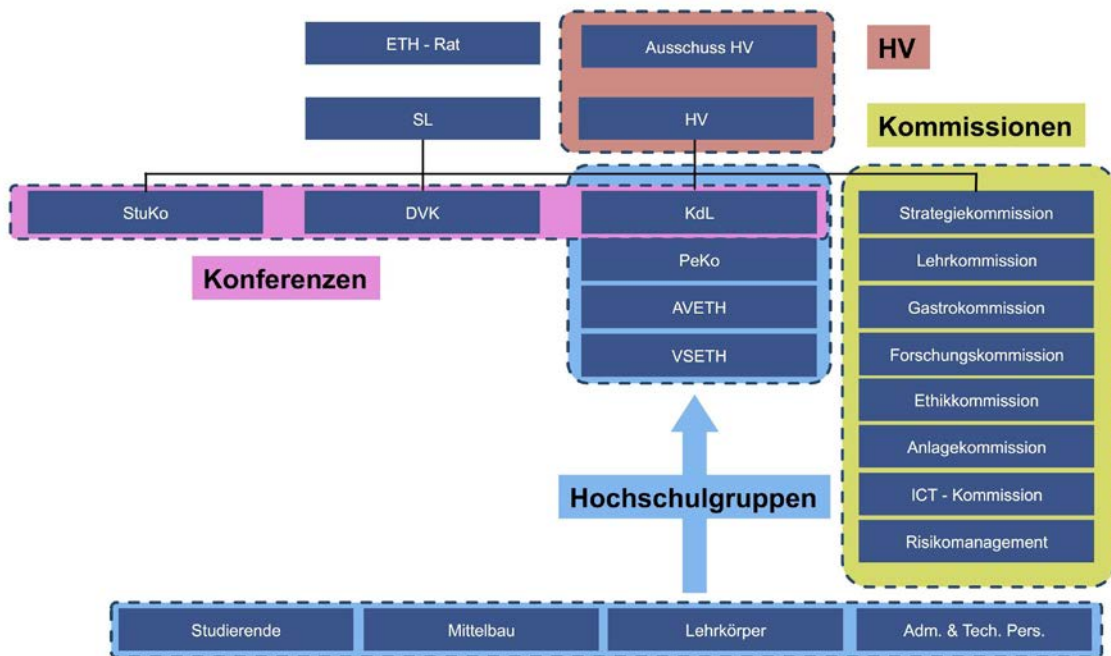 ETH - Rat
Ausschuss HV
HV
SL
HV
Kommissionen
StuKo
DVK
KdL
Strategiekommission
Konferenzen
PeKo
Lehrkommission
AVETH
Gastrokommission
VSETH
Forschungskommission
Ethikkommission
Anlagekommission
Hochschulgruppen
ICT - Kommission
Risikomanagement
Studierende
Mittelbau
Lehrkörper
Adm. & Tech. Pers.